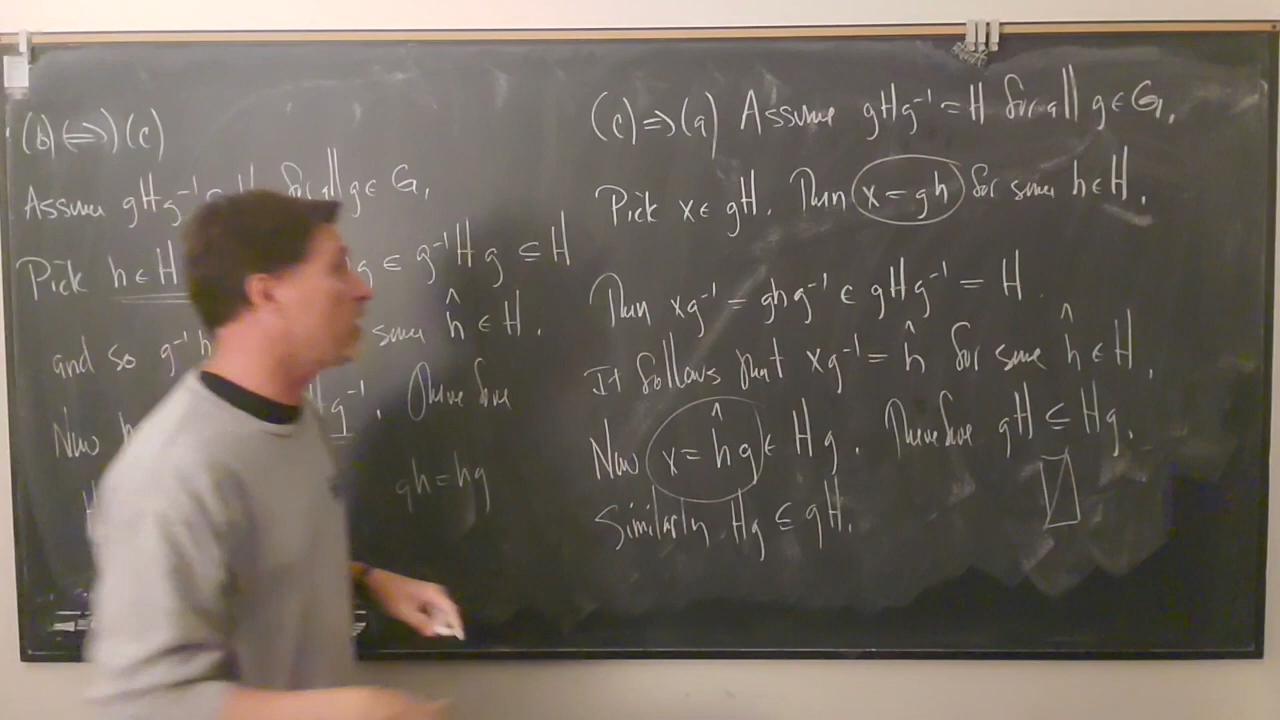 (b)⟺(c)
Assume gHg⁻¹ ⊆ H for all g ∈ G.
Pick h ∈ H g ∈ g⁻¹Hg ⊆ H
and so g⁻¹h some ĥ ∈ H.
Now h g⁻¹. Therefore
H
gh=hg
(c)⇒(a) Assume gHg⁻¹ = H for all g ∈ G.
Pick x ∈ gH. Then x = gh for some h ∈ H.
Then xg⁻¹ = ghg⁻¹ ∈ gHg⁻¹ = H.
It follows that xg⁻¹ = ĥ for some ĥ ∈ H.
Now x = ĥg ∈ Hg. Therefore gH ⊆ Hg.
Similarly Hg ⊆ gH.